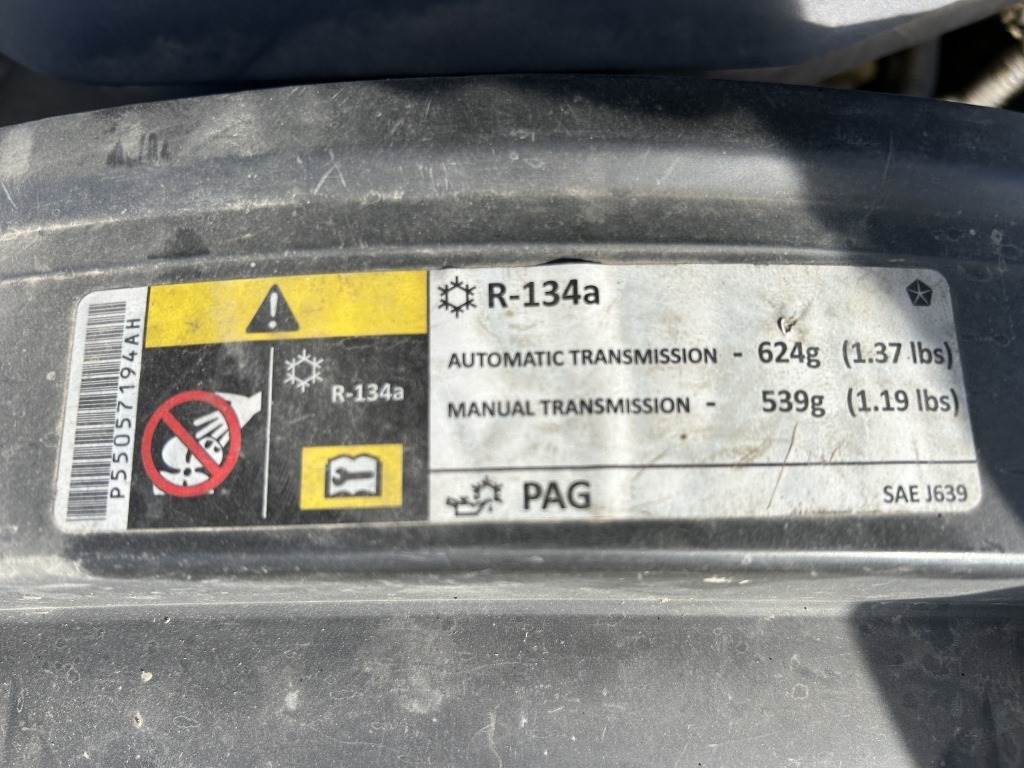 P55057194AH
R-134a
R-134a
AUTOMATIC TRANSMISSION - 624g (1.37 lbs)
MANUAL TRANSMISSION - 539g (1.19 lbs)
PAG
SAE J639